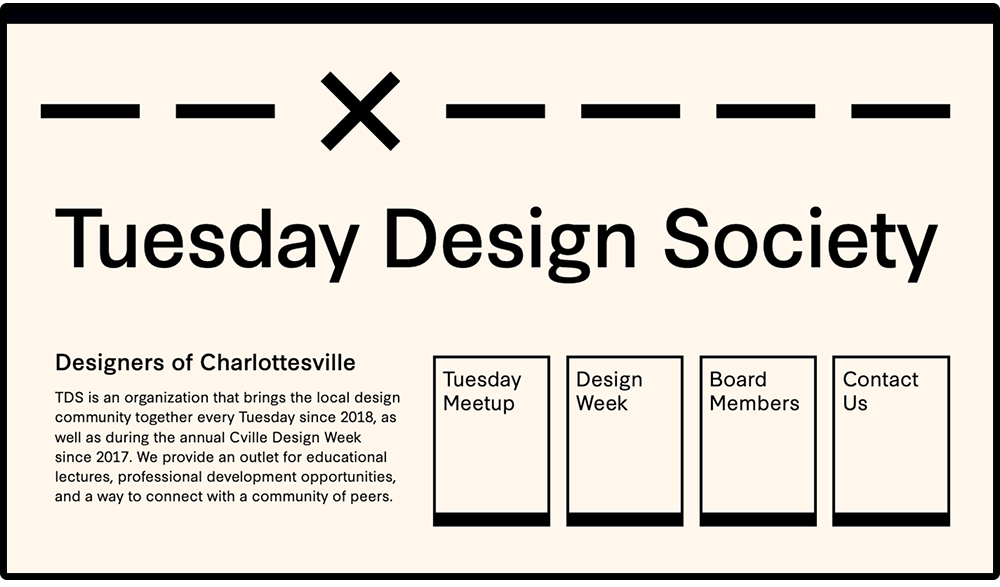 Tuesday Design Society
Designers of Charlottesville
TDS is an organization that brings the local design
community together every Tuesday since 2018, as
well as during the annual Cville Design Week
since 2017. We provide an outlet for educational
lectures, professional development opportunities,
and a way to connect with a community of peers.
Tuesday
Meetup
Design
Week
Board
Members
Contact
Us